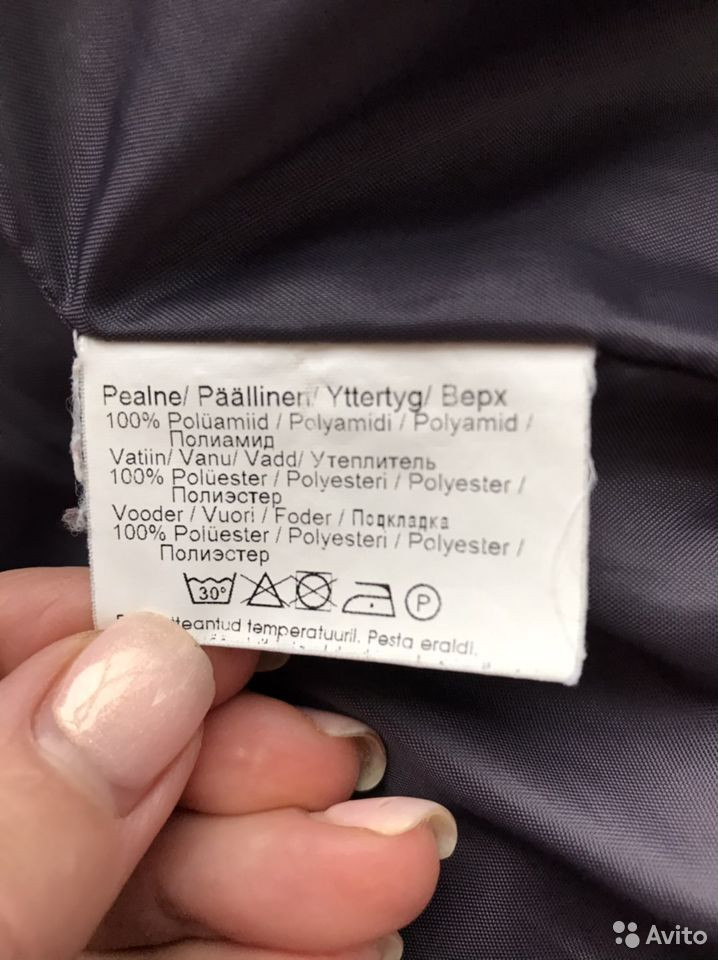 Pealne/ Päällinen/ Yttertyg/ Верх
100% Polüamiid / Polyamidi / Polyamid /
Полиамид
Vatiin/ Vanu/ Vadd/ Утеплитель
100% Polüester / Polyesteri / Polyester /
Полиэстер
Vooder / Vuori / Foder / Подкладка
100% Polüester / Polyesteri / Polyester /
Полиэстер
30° P
temperatuuril. Pesta eraldi.
Avito